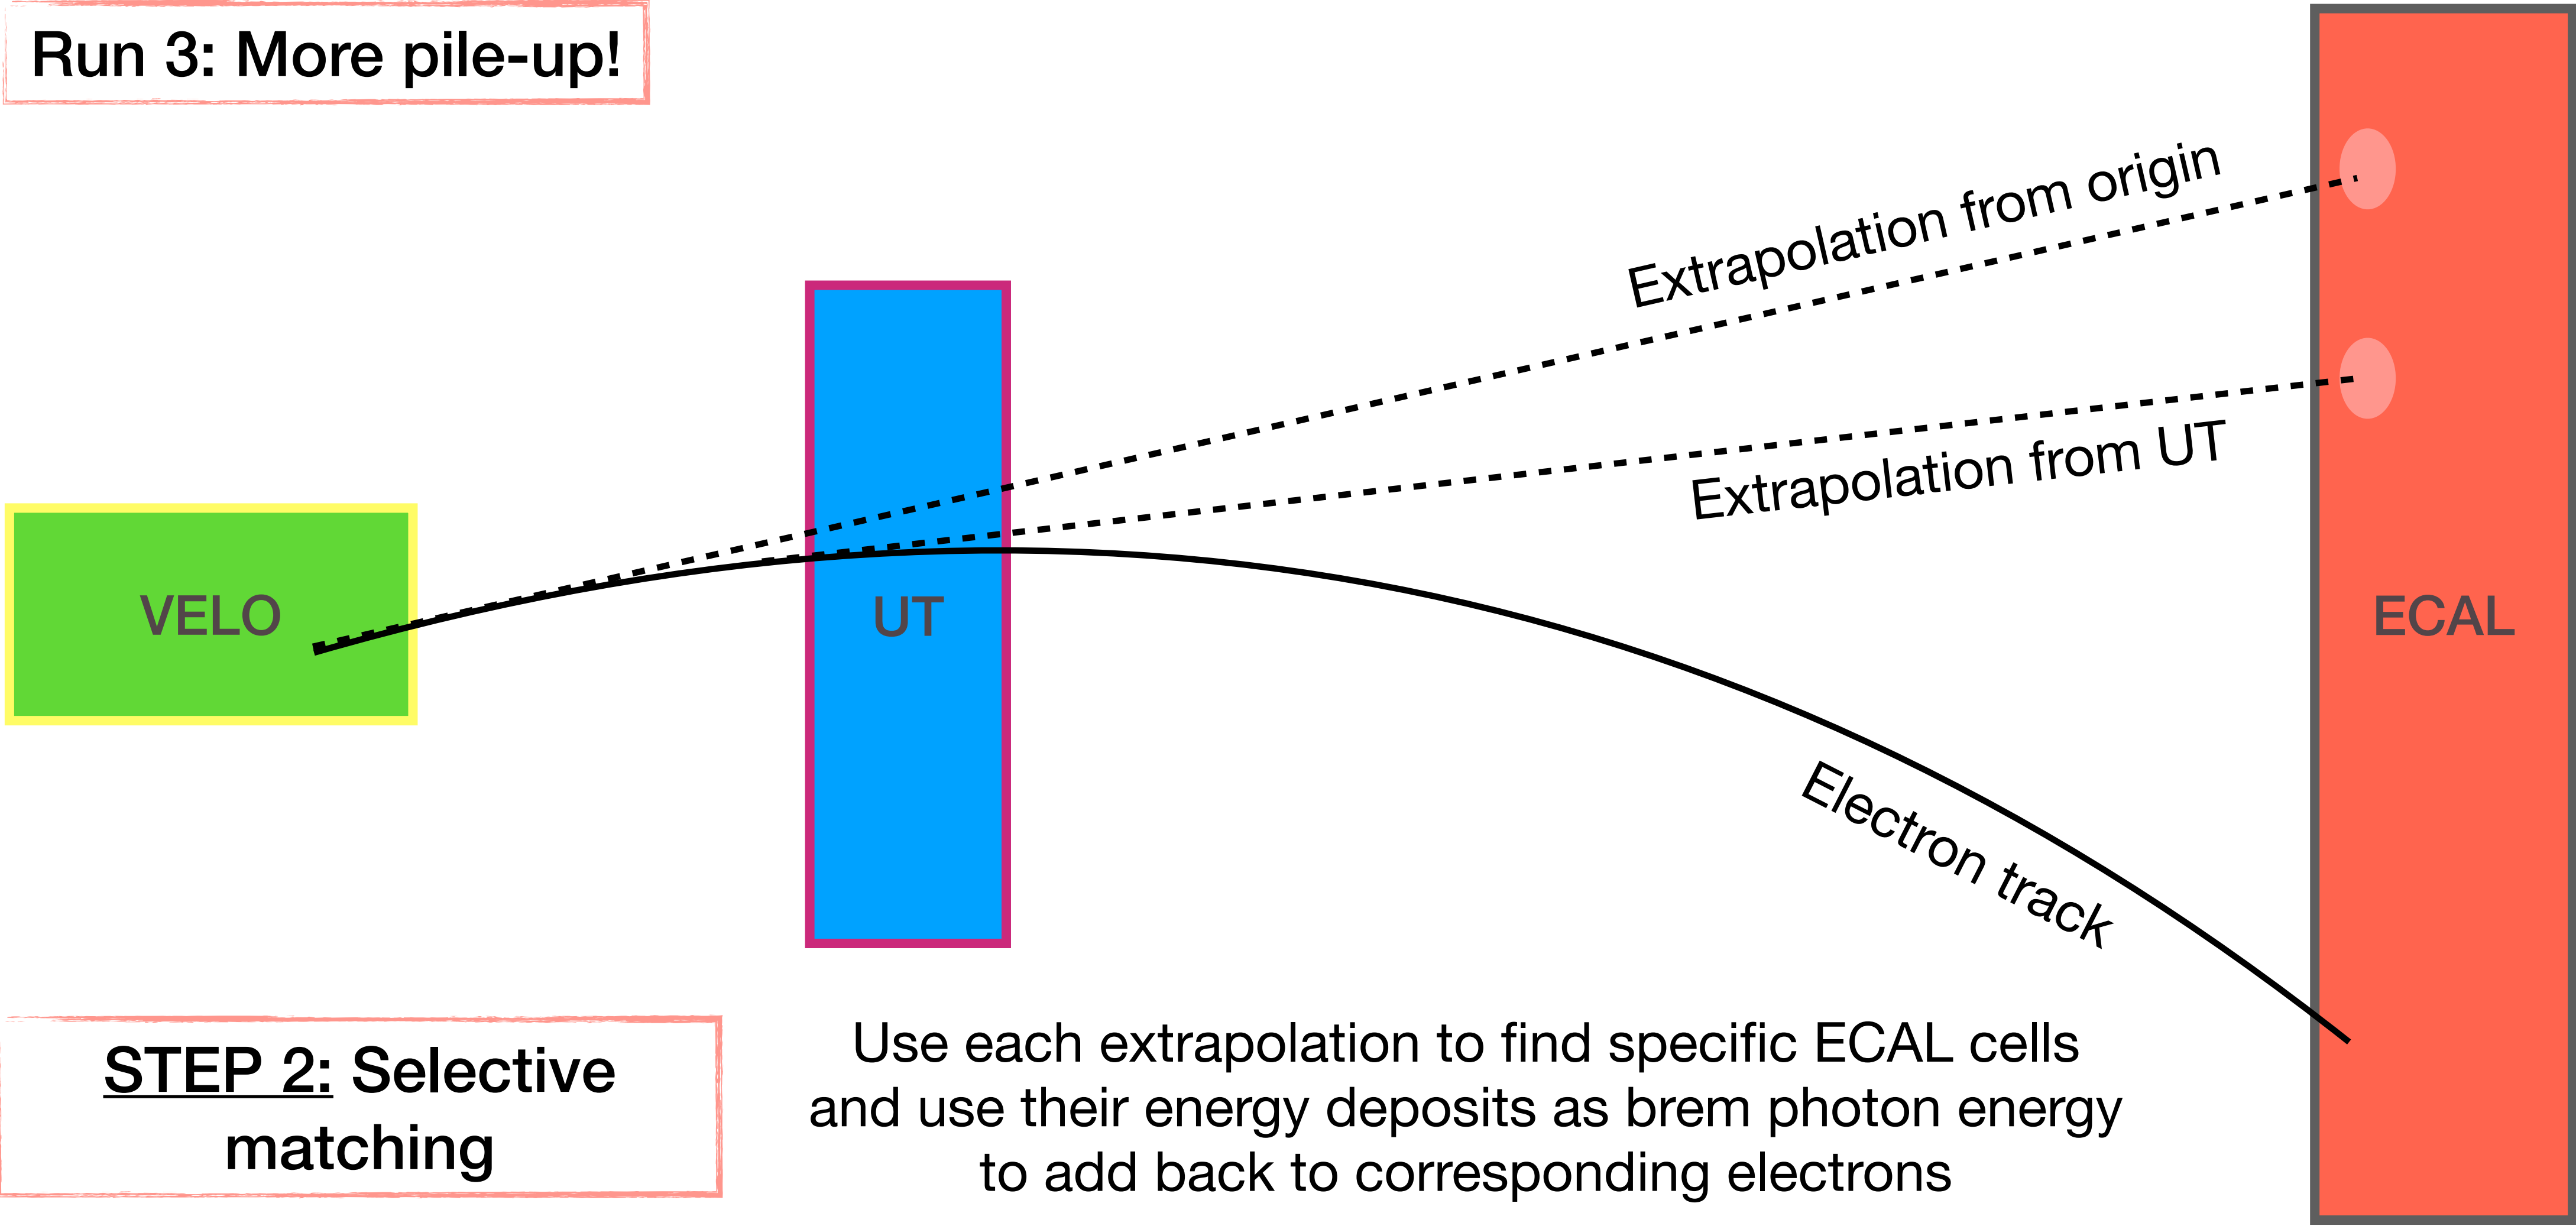 Run 3: More pile-up!
Extrapolation from origin
Extrapolation from UT
VELO
UT
ECAL
Electron track
STEP 2: Selective
matching
Use each extrapolation to find specific ECAL cells
and use their energy deposits as brem photon energy
to add back to corresponding electrons